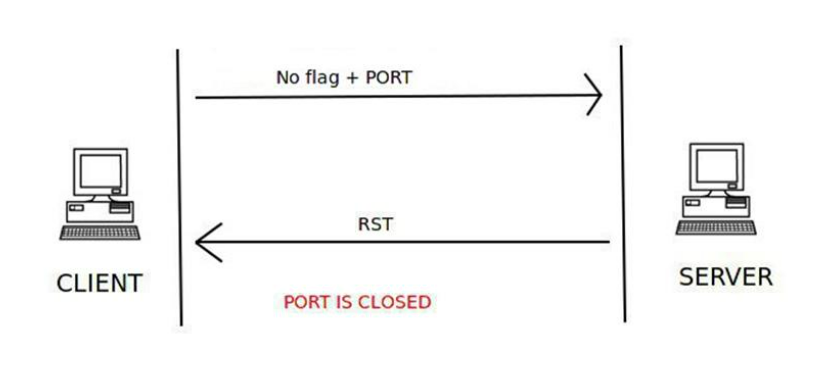 No flag + PORT
RST
CLIENT
SERVER
PORT IS CLOSED